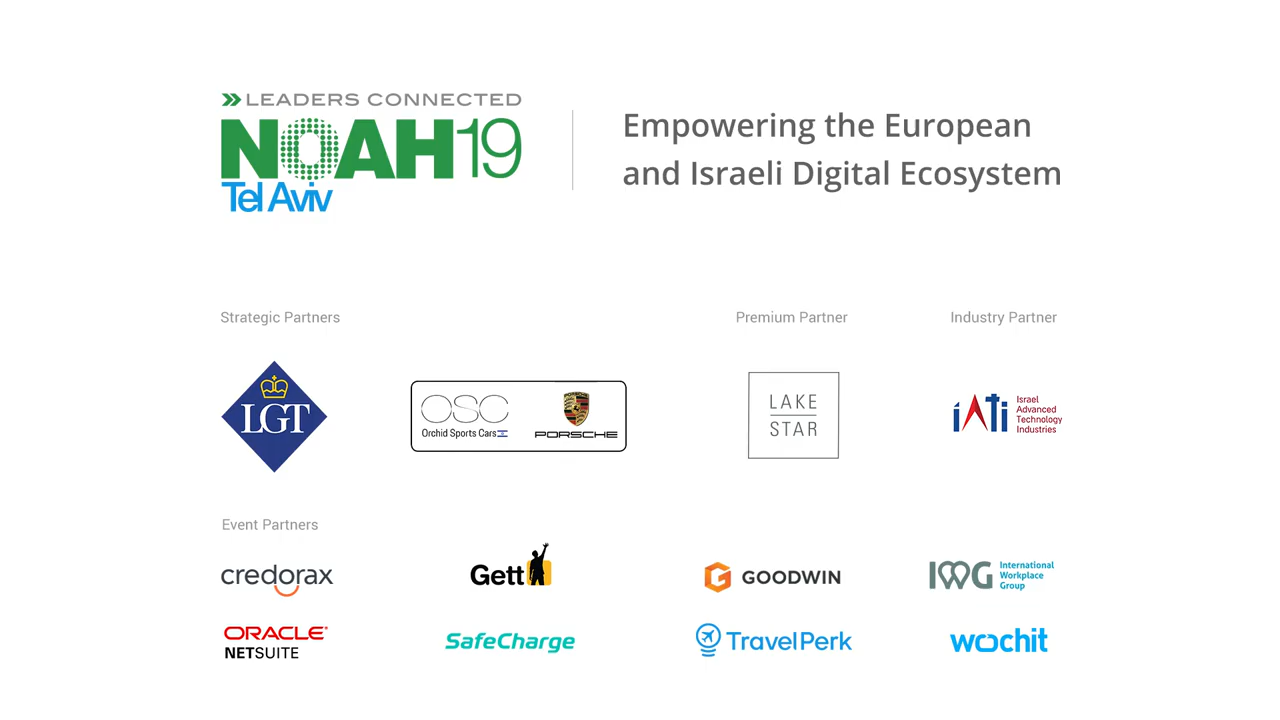 LEADERS CONNECTED
NOAH19
Tel Aviv
Empowering the European
and Israeli Digital Ecosystem
Strategic Partners
Premium Partner
Industry Partner
LGT
OSC
Orchid Sports Cars
PORSCHE
PORSCHE
LAKE
STAR
iATi
Israel
Advanced
Technology
Industries
Event Partners
credorax
Gett
GOODWIN
IWG
International
Workplace
Group
ORACLE®
NETSUITE
SafeCharge
TravelPerk
woochit